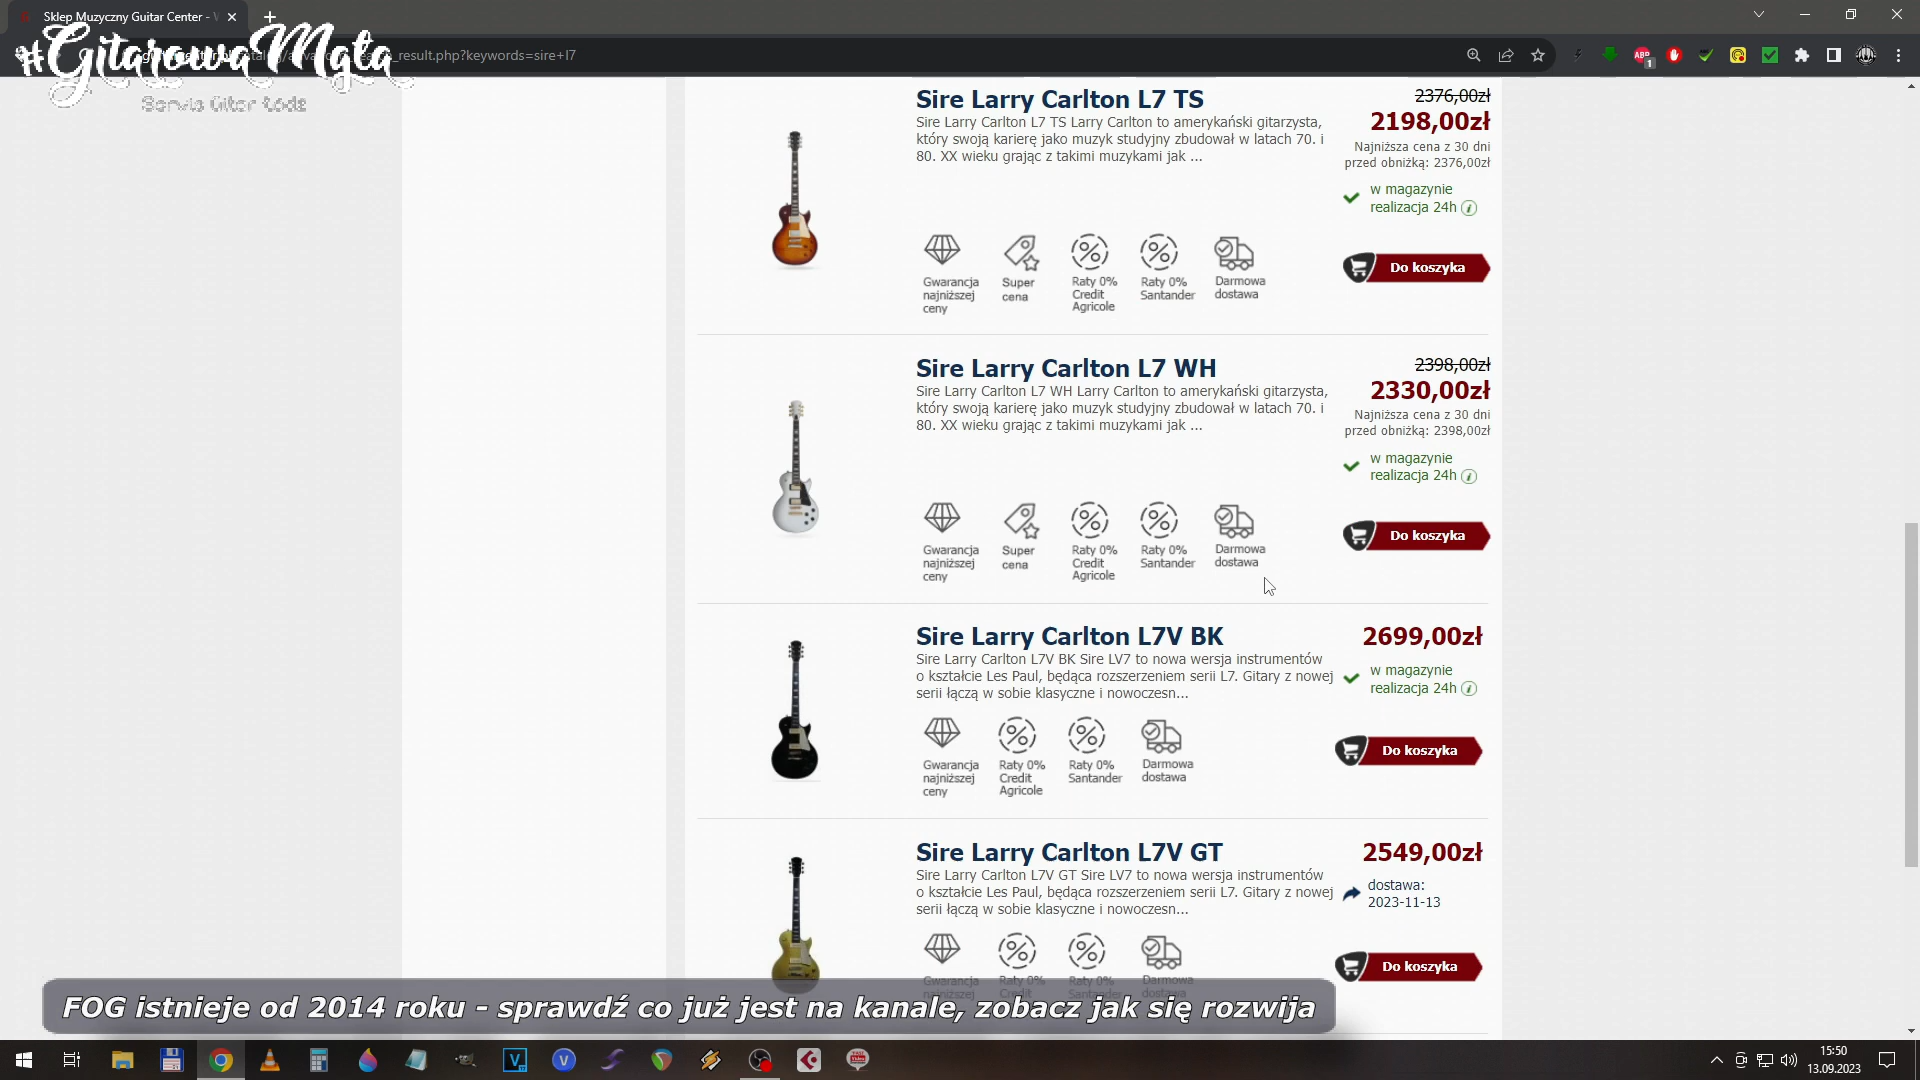 Sklep Muzyczny Guitar Center -
#GitarowaMgła
Serwis Gitar Łódź
_result.php?keywords=sire+l7
Sire Larry Carlton L7 TS
Sire Larry Carlton L7 TS Larry Carlton to amerykański gitarzysta,
który swoją karierę jako muzyk studyjny zbudował w latach 70. i
80. XX wieku grając z takimi muzykami jak ...
2376,00zł
2198,00zł
Najniższa cena z 30 dni
przed obniżką: 2376,00zł
w magazynie
realizacja 24h
Gwarancja
najniższej
ceny
Super
cena
Raty 0%
Credit
Agricole
Raty 0%
Santander
Darmowa
dostawa
Do koszyka
Sire Larry Carlton L7 WH
Sire Larry Carlton L7 WH Larry Carlton to amerykański gitarzysta,
który swoją karierę jako muzyk studyjny zbudował w latach 70. i
80. XX wieku grając z takimi muzykami jak ...
2398,00zł
2330,00zł
Najniższa cena z 30 dni
przed obniżką: 2398,00zł
w magazynie
realizacja 24h
Gwarancja
najniższej
ceny
Super
cena
Raty 0%
Credit
Agricole
Raty 0%
Santander
Darmowa
dostawa
Do koszyka
Sire Larry Carlton L7V BK
Sire Larry Carlton L7V BK Sire LV7 to nowa wersja instrumentów
o kształcie Les Paul, będąca rozszerzeniem serii L7. Gitary z nowej
serii łączą w sobie klasyczne i nowoczesn...
2699,00zł
w magazynie
realizacja 24h
Gwarancja
najniższej
ceny
Raty 0%
Credit
Agricole
Raty 0%
Santander
Darmowa
dostawa
Do koszyka
Sire Larry Carlton L7V GT
Sire Larry Carlton L7V GT Sire LV7 to nowa wersja instrumentów
o kształcie Les Paul, będąca rozszerzeniem serii L7. Gitary z nowej
serii łączą w sobie klasyczne i nowoczesn...
2549,00zł
dostawa:
2023-11-13
Gwarancja
najniższej
Raty 0%
Credit
Raty 0%
Santander
Darmowa
dostawa
Do koszyka
FOG istnieje od 2014 roku - sprawdź co już jest na kanale, zobacz jak się rozwija
15:50
13.09.2023